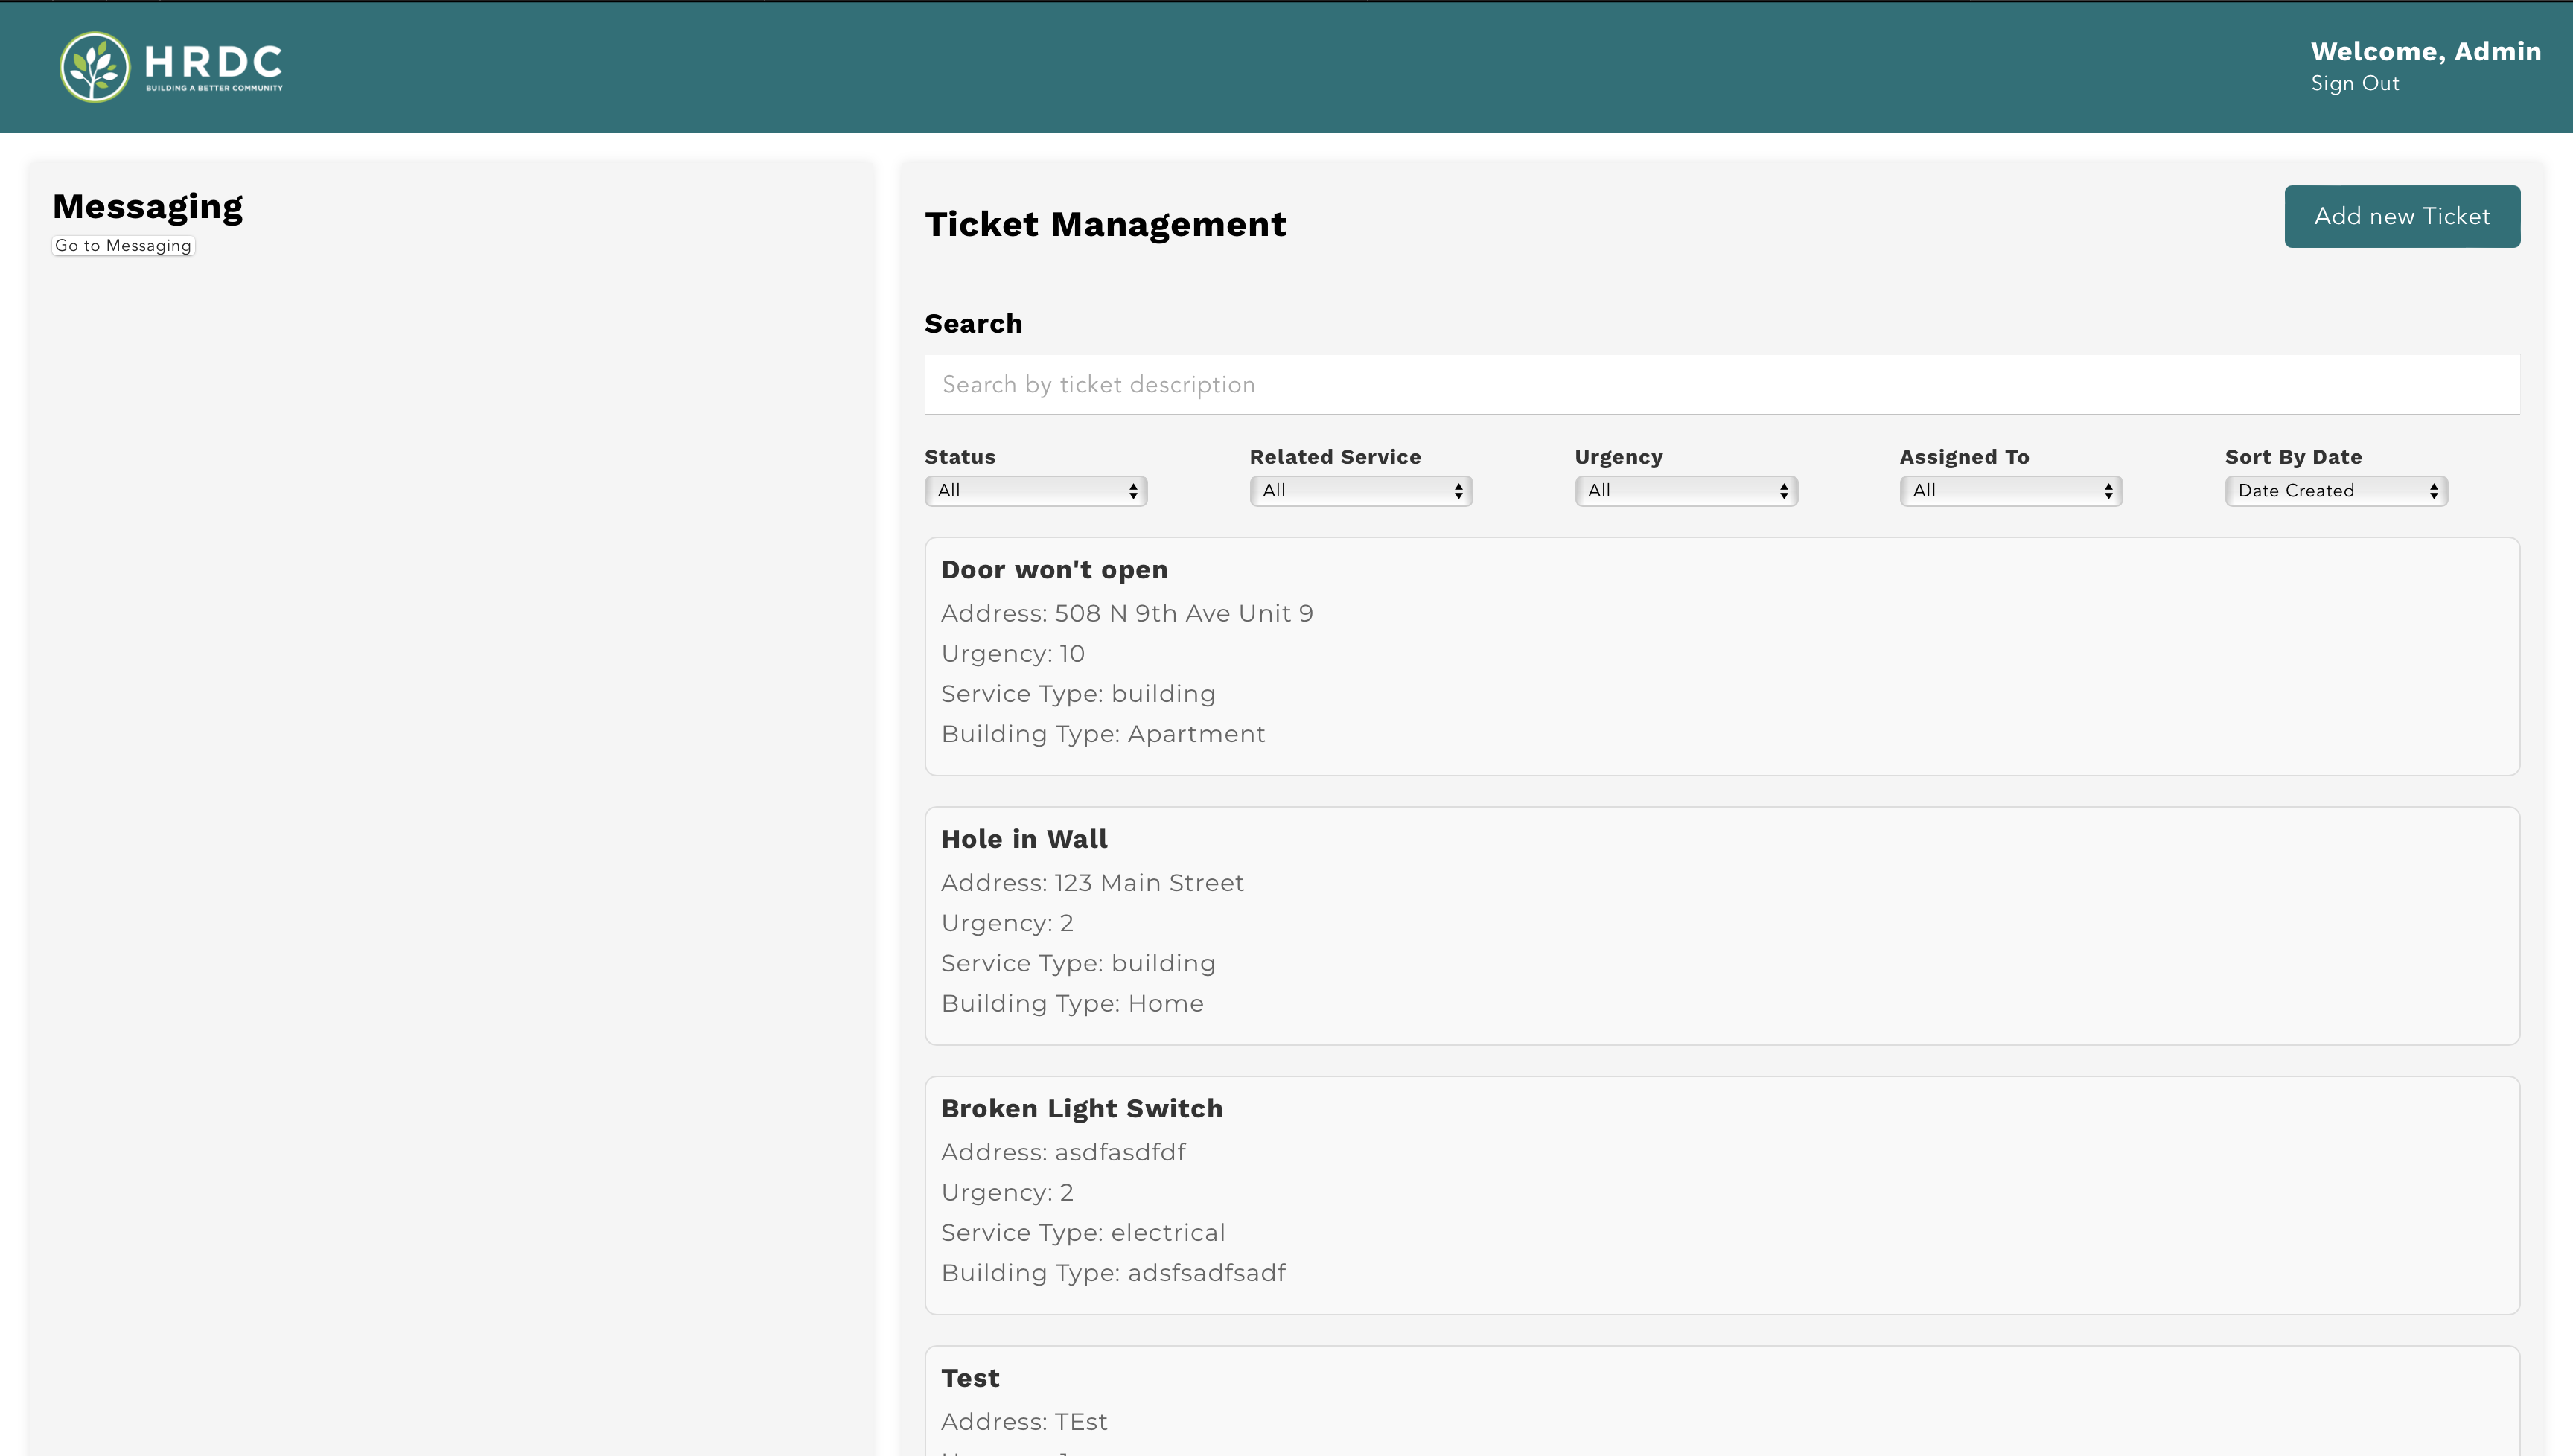 HRDC
BUILDING A BETTER COMMUNITY
Welcome, Admin
Sign Out
Messaging
Go to Messaging
Ticket Management
Add new Ticket
Search
Search by ticket description
Status
Related Service
Urgency
Assigned To
Sort By Date
All
All
All
All
Date Created
Door won't open
Address: 508 N 9th Ave Unit 9
Urgency: 10
Service Type: building
Building Type: Apartment
Hole in Wall
Address: 123 Main Street
Urgency: 2
Service Type: building
Building Type: Home
Broken Light Switch
Address: asdfasdfdf
Urgency: 2
Service Type: electrical
Building Type: adsfsadfsadf
Test
Address: TEst